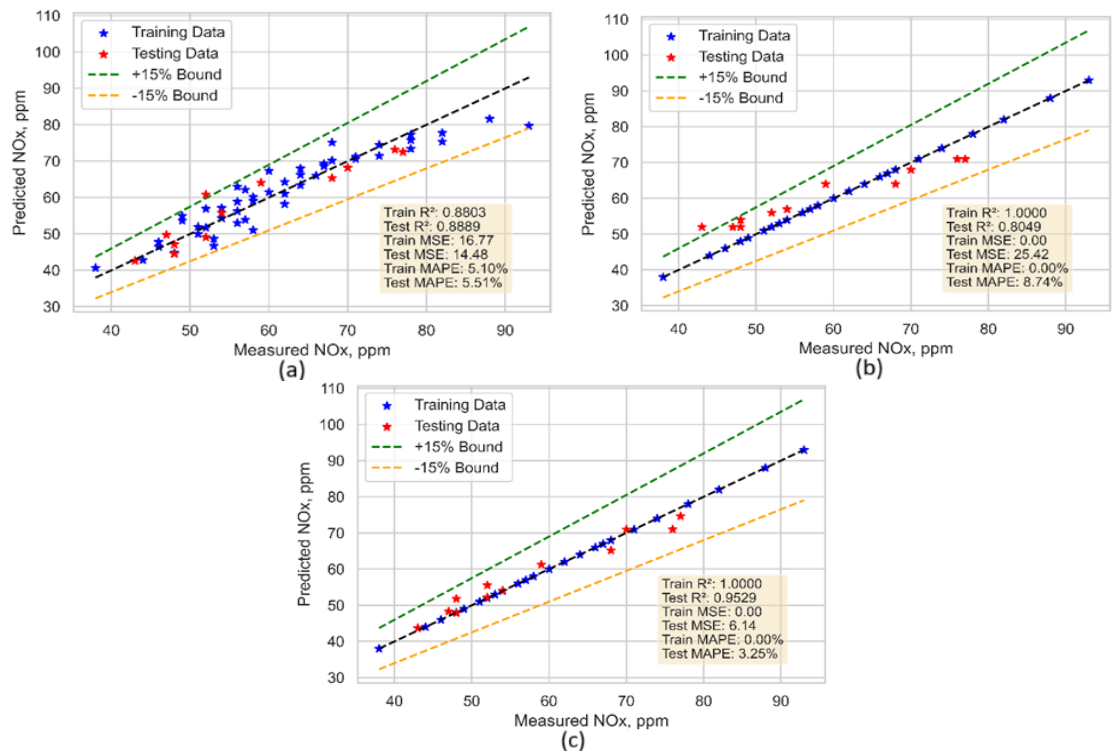 110
100
90
80
70
60
50
40
30
Predicted NOx, ppm
Training Data
Testing Data
+15% Bound
-15% Bound
Train R²: 0.8803
Test R²: 0.8889
Train MSE: 16.77
Test MSE: 14.48
Train MAPE: 5.10%
Test MAPE: 5.51%
40 50 60 70 80 90
Measured NOx, ppm
(a)
110
100
90
80
70
60
50
40
30
Predicted NOx, ppm
Training Data
Testing Data
+15% Bound
-15% Bound
Train R²: 1.0000
Test R²: 0.8049
Train MSE: 0.00
Test MSE: 25.42
Train MAPE: 0.00%
Test MAPE: 8.74%
40 50 60 70 80 90
Measured NOx, ppm
(b)
110
100
90
80
70
60
50
40
30
Predicted NOx, ppm
Training Data
Testing Data
+15% Bound
-15% Bound
Train R²: 1.0000
Test R²: 0.9529
Train MSE: 0.00
Test MSE: 6.14
Train MAPE: 0.00%
Test MAPE: 3.25%
40 50 60 70 80 90
Measured NOx, ppm
(c)